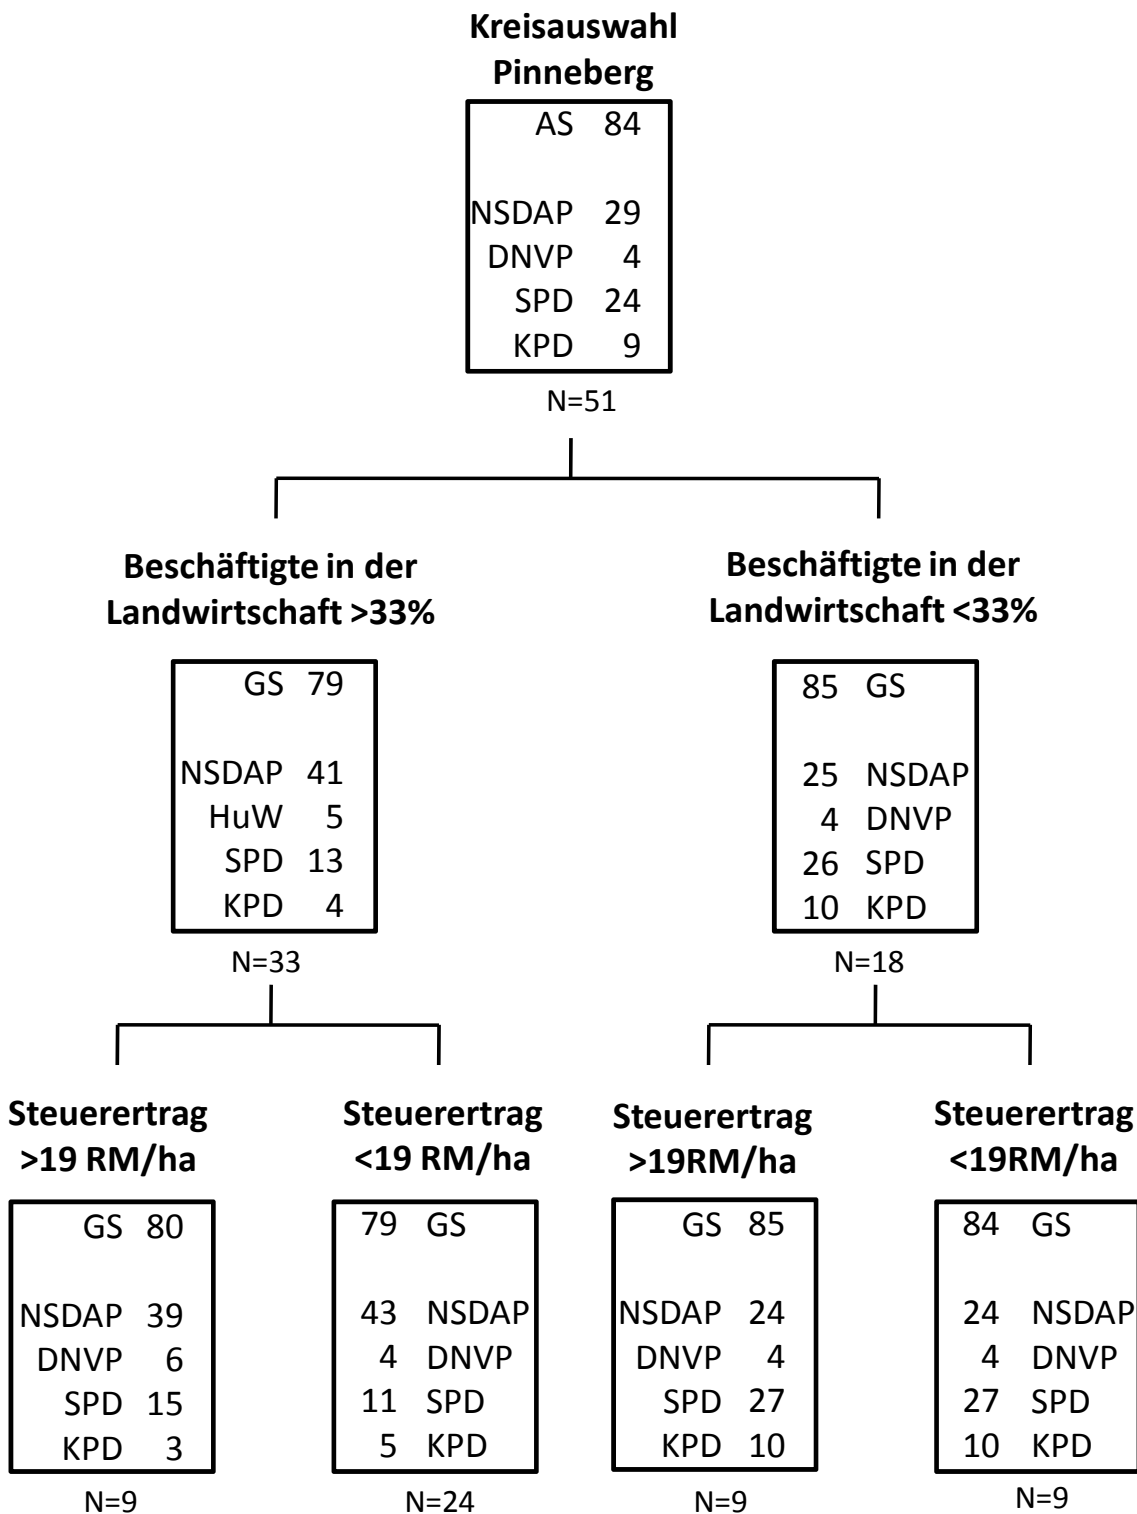 Kreisauswahl
Pinneberg
AS 84
NSDAP 29
DNVP 4
SPD 24
KPD 9
N=51
Beschäftigte in der
Landwirtschaft >33%
GS 79
NSDAP 41
HuW 5
SPD 13
KPD 4
N=33
Beschäftigte in der
Landwirtschaft <33%
85 GS
25 NSDAP
4 DNVP
26 SPD
10 KPD
N=18
Steuerertrag
>19 RM/ha
GS 80
NSDAP 39
DNVP 6
SPD 15
KPD 3
N=9
Steuerertrag
<19 RM/ha
79 GS
43 NSDAP
4 DNVP
11 SPD
5 KPD
N=24
Steuerertrag
>19RM/ha
GS 85
NSDAP 24
DNVP 4
SPD 27
KPD 10
N=9
Steuerertrag
<19RM/ha
84 GS
24 NSDAP
4 DNVP
27 SPD
10 KPD
N=9